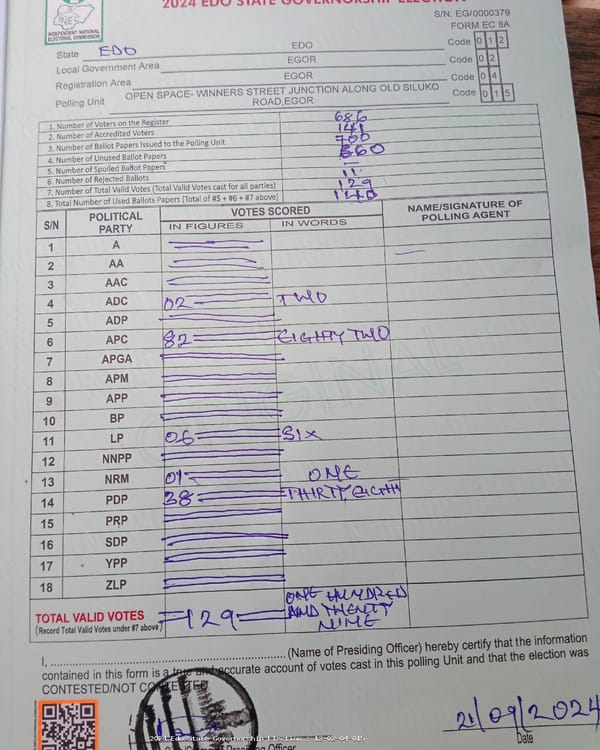 2024 EDO STATE GOVERNORSHIP ELECTION
S/N: EG/0000379
FORM EC 8A
INEC
INDEPENDENT NATIONAL
ELECTORAL COMMISSION
State EDO
Local Government Area EDO Code 0 1 2
Registration Area EGOR Code 0 2
EGOR Code 0 4
Polling Unit OPEN SPACE- WINNERS STREET JUNCTION ALONG OLD SILUKO ROAD,EGOR Code 0 1 5
1. Number of Voters on the Register 686
2. Number of Accredited Voters 141
3. Number of Ballot Papers Issued to the Polling Unit 700
4. Number of Unused Ballot Papers 560
5. Number of Spoiled Ballot Papers –
6. Number of Rejected Ballots 11
7. Number of Total Valid Votes (Total Valid Votes cast for all parties) 129
8. Total Number of Used Ballots Papers (Total of #5 + #6 + #7 above) 140
S/N POLITICAL PARTY VOTES SCORED NAME/SIGNATURE OF POLLING AGENT
IN FIGURES IN WORDS
1 A
2 AA
3 AAC
4 ADC 02 TWO
5 ADP
6 APC 82 EIGHTY TWO
7 APGA
8 APM
9 APP
10 BP
11 LP 06 SIX
12 NNPP
13 NRM 01 ONE
14 PDP 38 THIRTY EIGHTH
15 PRP
16 SDP
17 YPP
18 ZLP
TOTAL VALID VOTES =129= ONE HUNDRED AND TWENTY NINE
(Record Total Valid Votes under #7 above)
I, ............................................................(Name of Presiding Officer) hereby certify that the information
contained in this form is a true and accurate account of votes cast in this polling Unit and that the election was
CONTESTED/NOT CONTESTED
21/09/2024
Date
2024 Edo State Governorship Election : 12-02-04-015
Officer